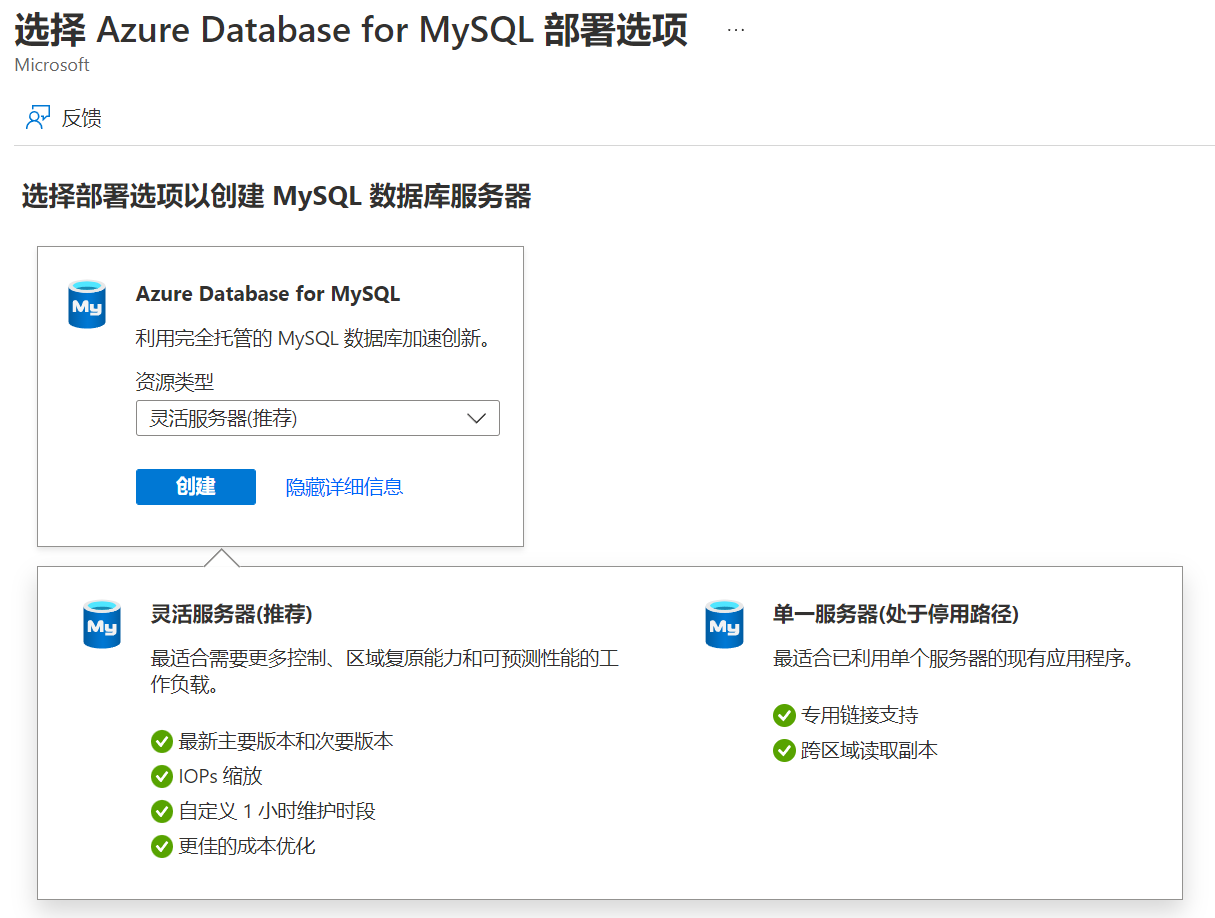 选择 Azure Database for MySQL 部署选项 ...
Microsoft
反馈
选择部署选项以创建 MySQL 数据库服务器
My
Azure Database for MySQL
利用完全托管的 MySQL 数据库加速创新。
资源类型
灵活服务器(推荐)
创建 隐藏详细信息
My
灵活服务器(推荐)
最适合需要更多控制、区域复原能力和可预测性能的工
作负载。
最新主要版本和次要版本
IOPs 缩放
自定义 1 小时维护时段
更佳的成本优化
My
单一服务器(处于停用路径)
最适合已利用单个服务器的现有应用程序。
专用链接支持
跨区域读取副本